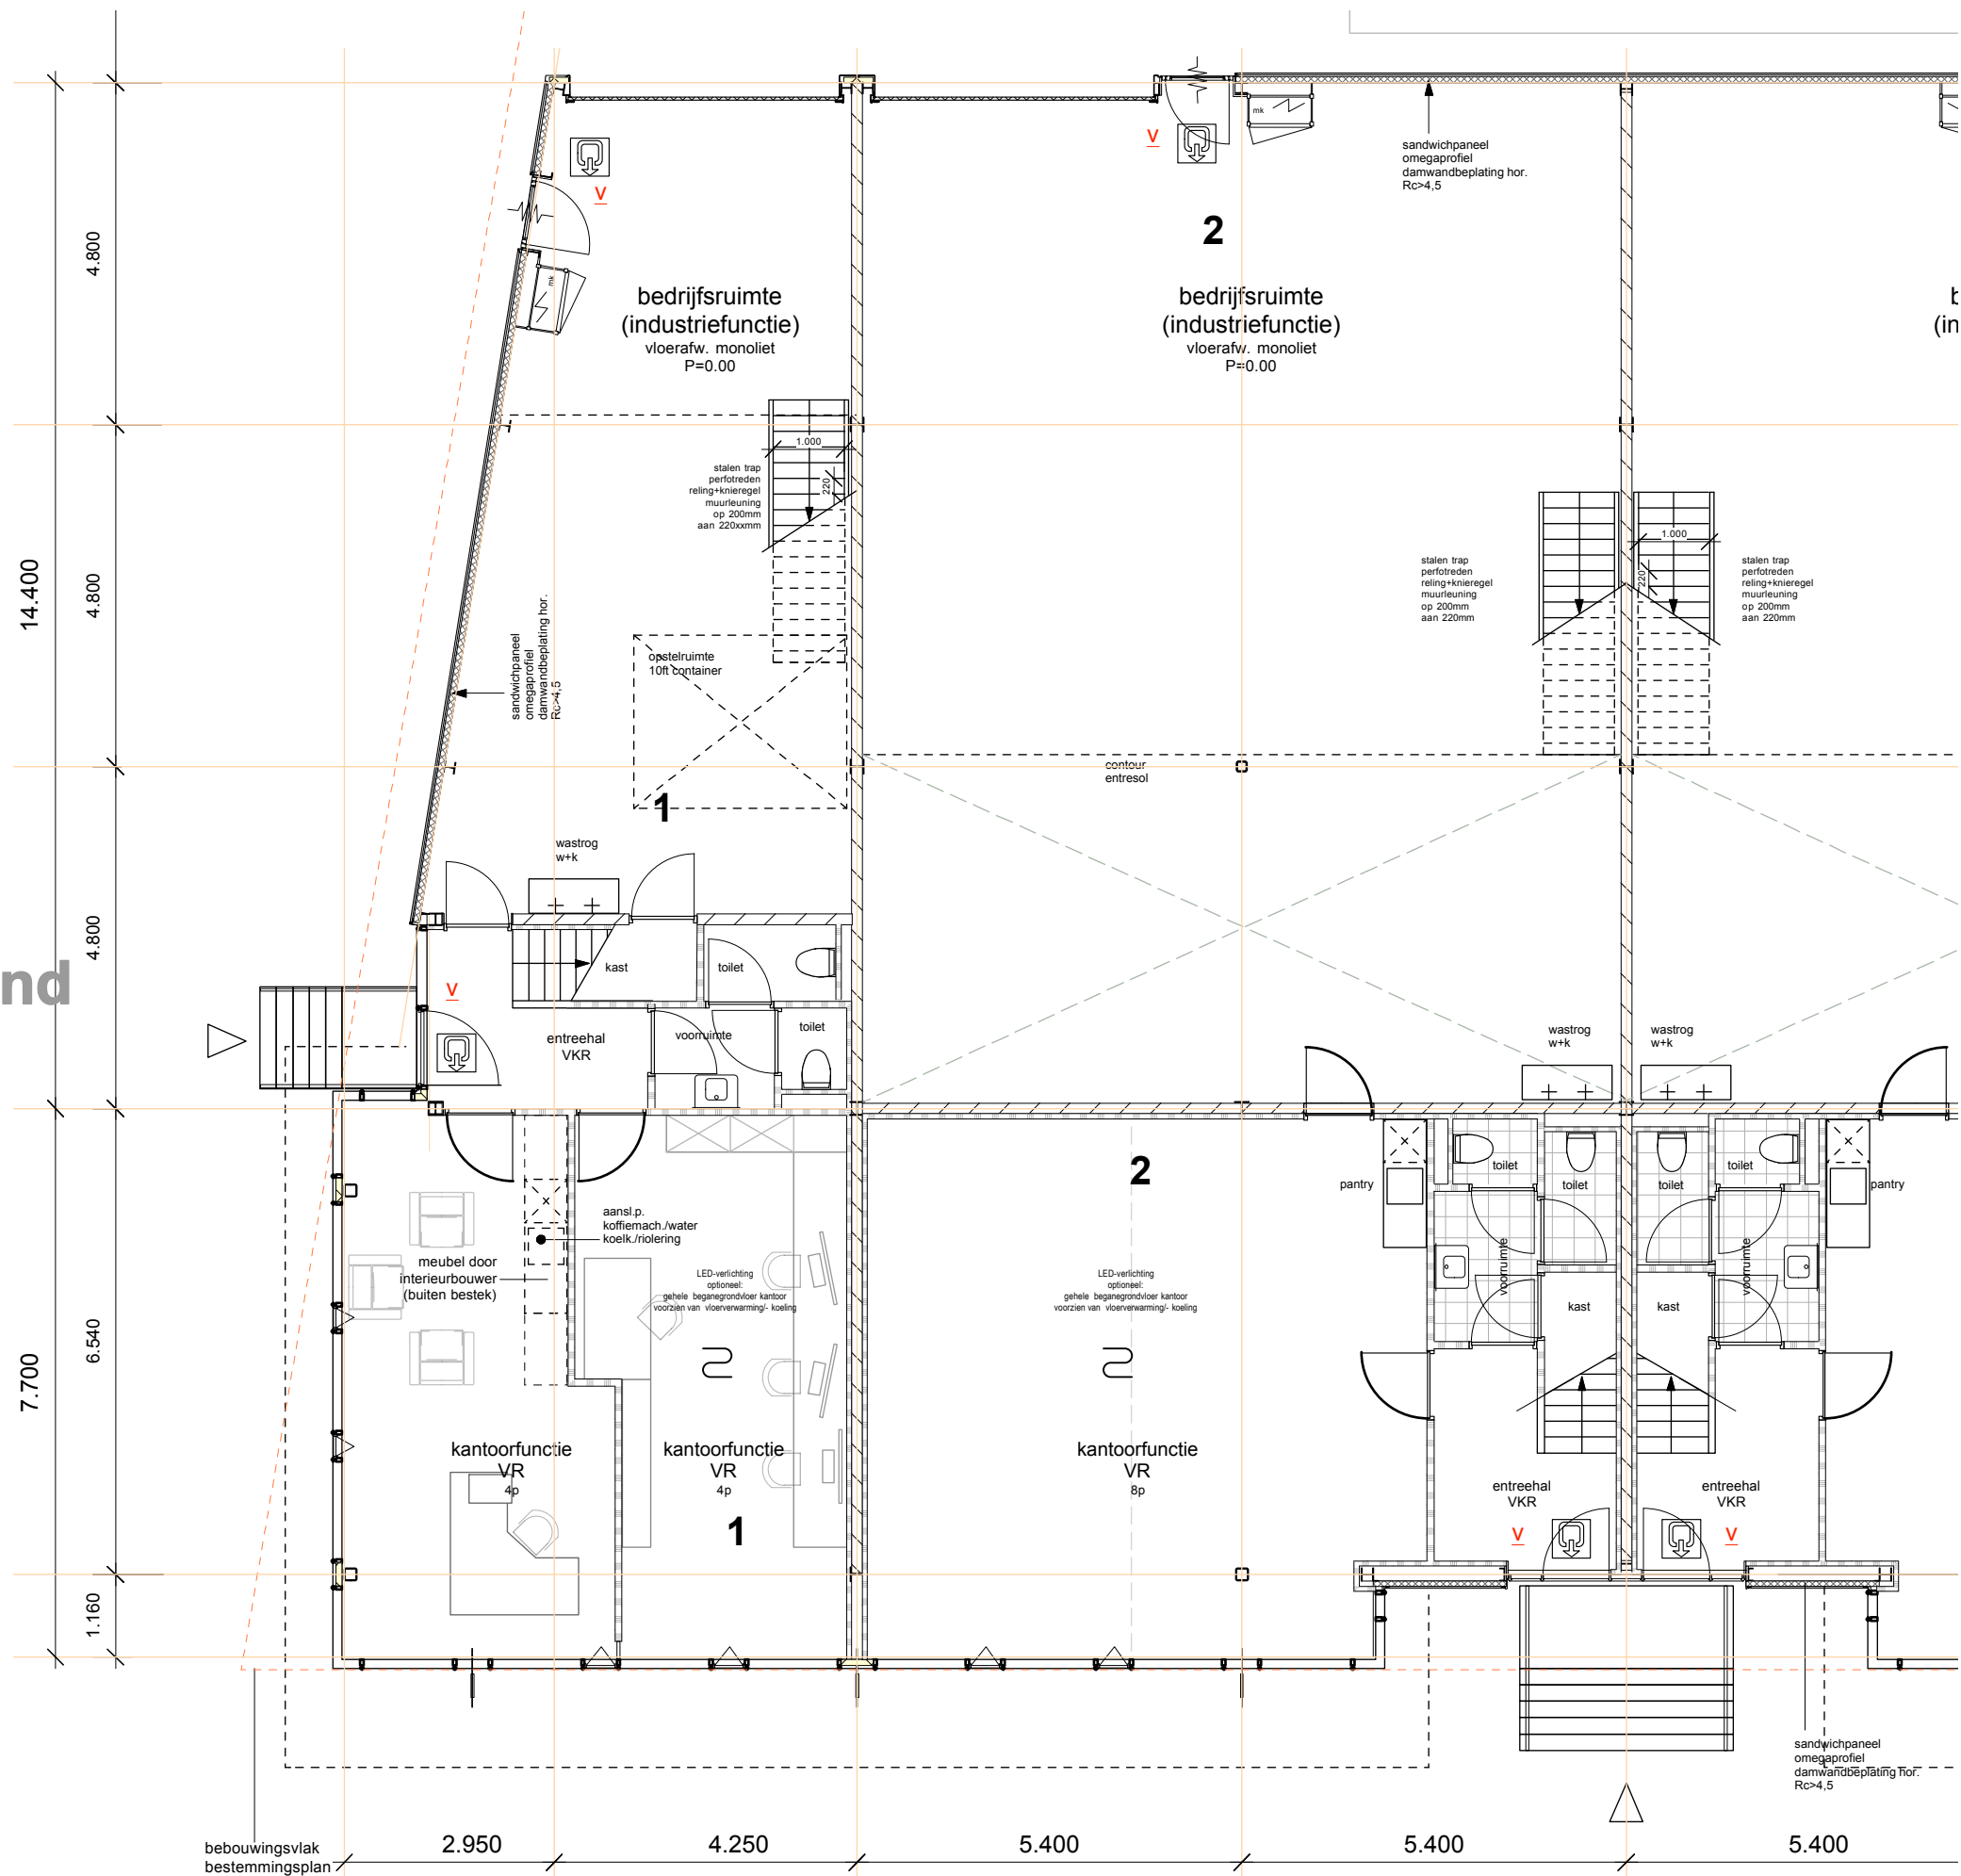 mk
V
V
sandwichpaneel
omegaprofiel
damwandbeplating hor.
Rc>4,5
2
4.800
mk
bedrijfsruimte
(industriefunctie)
vloerafw. monoliet
P=0.00
bedrijfsruimte
(industriefunctie)
vloerafw. monoliet
P=0.00
b
(in
1.000
220
stalen trap
perfotreden
reling+knieregel
muurleuning
op 200mm
aan 220xxmm
14.400
4.800
1.000
220
stalen trap
perfotreden
reling+knieregel
muurleuning
op 200mm
aan 220mm
stalen trap
perfotreden
reling+knieregel
muurleuning
op 200mm
aan 220mm
sandwichpaneel
omegaprofiel
damwandbeplating hor.
Rc>4,5
opstelruimte
10ft container
contour
entresol
1
wastrog
w+k
4.800
nd
kast
toilet
V
entreehal
VKR
voorruimte
toilet
wastrog
w+k
wastrog
w+k
2
pantry
toilet
toilet
toilet
toilet
pantry
aansl.p.
koffiemach./water
koelk./riolering
meubel door
interieurbouwer
(buiten bestek)
LED-verlichting
optioneel:
gehele beganegrondvloer kantoor
voorzien van vloerverwarming/- koeling
LED-verlichting
optioneel:
gehele beganegrondvloer kantoor
voorzien van vloerverwarming/- koeling
voorruimte
voorruimte
kast
kast
7.700
6.540
kantoorfunctie
VR
4p
kantoorfunctie
VR
4p
kantoorfunctie
VR
8p
1
entreehal
VKR
entreehal
VKR
V
V
1.160
sandwichpaneel
omegaprofiel
damwandbeplating hor.
Rc>4,5
bebouwingsvlak
bestemmingsplan
2.950
4.250
5.400
5.400
5.400